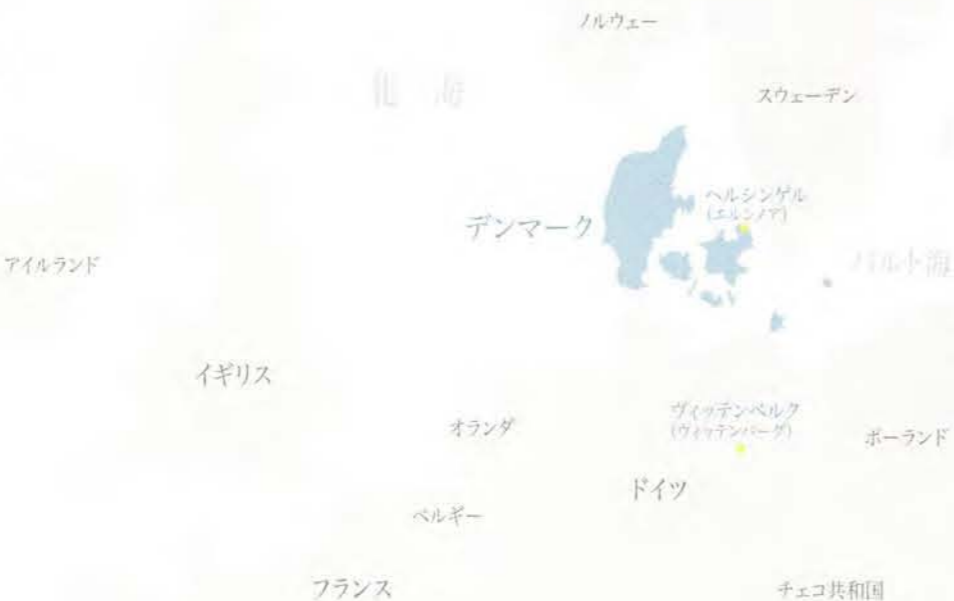 ノルウェー
北 海
スウェーデン
ヘルシンゲル
(エルシノア)
デンマーク
アイルランド
バルト海
イギリス
ヴィッテンベルク
(ヴィッテンバーグ)
オランダ
ポーランド
ドイツ
ベルギー
フランス
チェコ共和国